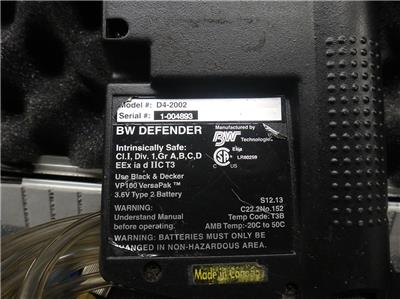 Model #: D4-2002
Serial #: 1-004893
BW DEFENDER
Manufactured by
BW
Technologies
Intrinsically Safe:
Cl.I, Div. 1,Gr A,B,C,D
EEx ia d IIC T3
Exia
LR80259
Use Black & Decker
VP100 VersaPak™
3.6V Type 2 Battery
WARNING:
Understand Manual
before operating.
S12.13
C22.2No.152
Temp Code: T3B
AMB Temp:-20C to 50C
WARNING: BATTERIES MUST ONLY BE
CHANGED IN NON-HAZARDOUS AREA.
Made in Canada